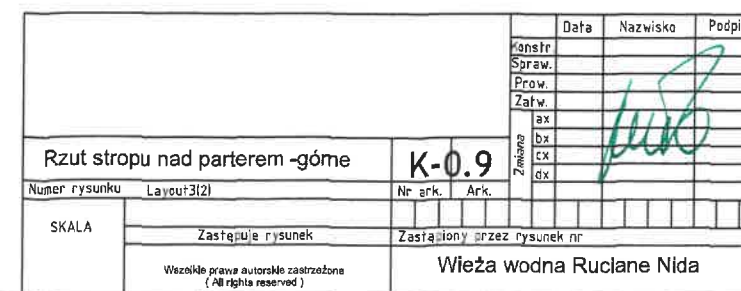 Data Nazwisko Podpi
Konstr
Spraw.
Prow.
Zatw.
Zmiana
ax
bx
cx
dx
Rzut stropu nad parterem -górne
K-0.9
Numer rysunku Layout3(2)
Nr ark. Ark.
SKALA
Zastępuje rysunek
Zastąpiony przez rysunek nr
Wszelkie prawa autorskie zastrzeżone
( All rights reserved )
Wieża wodna Ruciane Nida